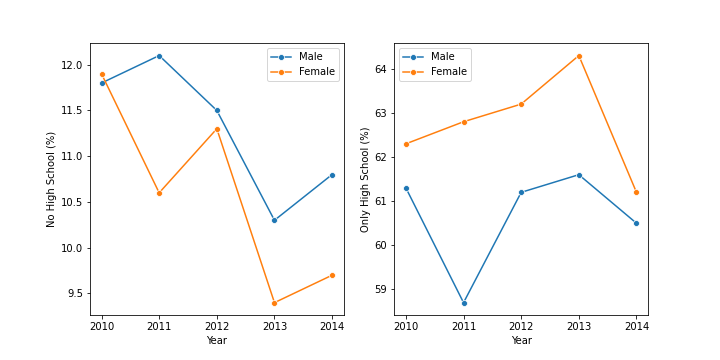 No High School (%)
12.0
11.5
11.0
10.5
10.0
9.5
Male
Female
2010 2011 2012 2013 2014
Year
Only High School (%)
64
63
62
61
60
59
Male
Female
2010 2011 2012 2013 2014
Year